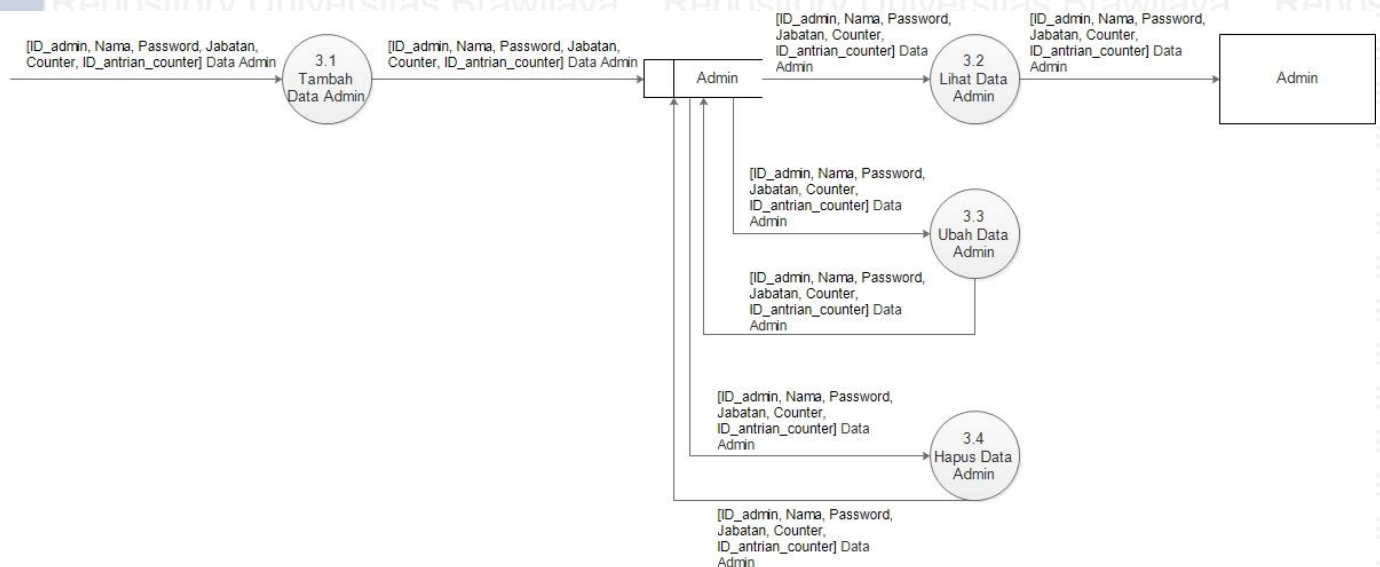 Repository Universitas Brawijaya
[ID_admin, Nama, Password, Jabatan,
Counter, ID_antrian_counter] Data Admin
3.1
Tambah
Data Admin
[ID_admin, Nama, Password, Jabatan,
Counter, ID_antrian_counter] Data Admin
Admin
[ID_admin, Nama, Password,
Jabatan, Counter,
ID_antrian_counter] Data
Admin
3.2
Lihat Data
Admin
[ID_admin, Nama, Password,
Jabatan, Counter,
ID_antrian_counter] Data
Admin
Admin
[ID_admin, Nama, Password,
Jabatan, Counter,
ID_antrian_counter] Data
Admin
3.3
Ubah Data
Admin
[ID_admin, Nama, Password,
Jabatan, Counter,
ID_antrian_counter] Data
Admin
[ID_admin, Nama, Password,
Jabatan, Counter,
ID_antrian_counter] Data
Admin
3.4
Hapus Data
Admin
[ID_admin, Nama, Password,
Jabatan, Counter,
ID_antrian_counter] Data
Admin